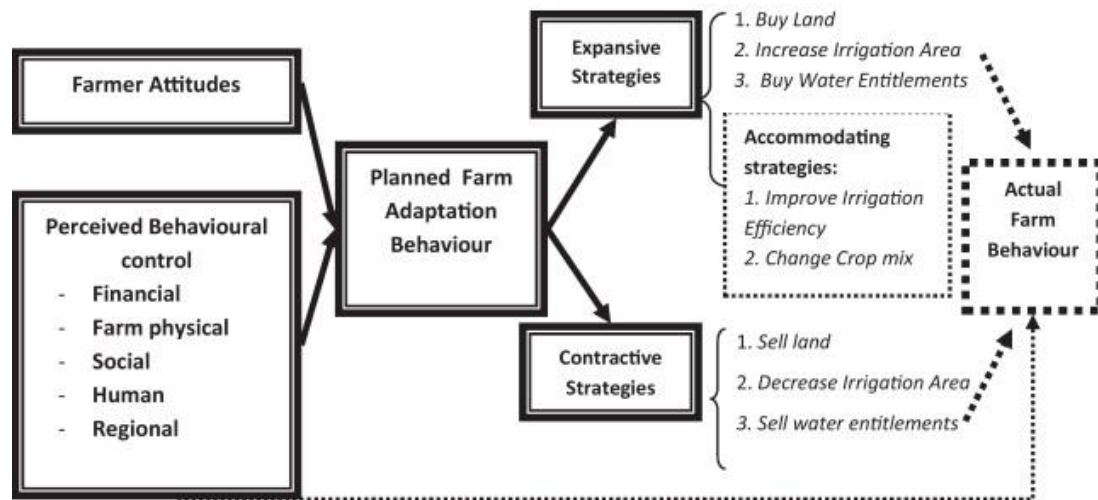 Farmer Attitudes
Perceived Behavioural
control
- Financial
- Farm physical
- Social
- Human
- Regional
Planned Farm
Adaptation
Behaviour
Expansive
Strategies
1. Buy Land
2. Increase Irrigation Area
3. Buy Water Entitlements
Accommodating
strategies:
1. Improve Irrigation
Efficiency
2. Change Crop mix
Contractive
Strategies
1. Sell land
2. Decrease Irrigation Area
3. Sell water entitlements
Actual
Farm
Behaviour